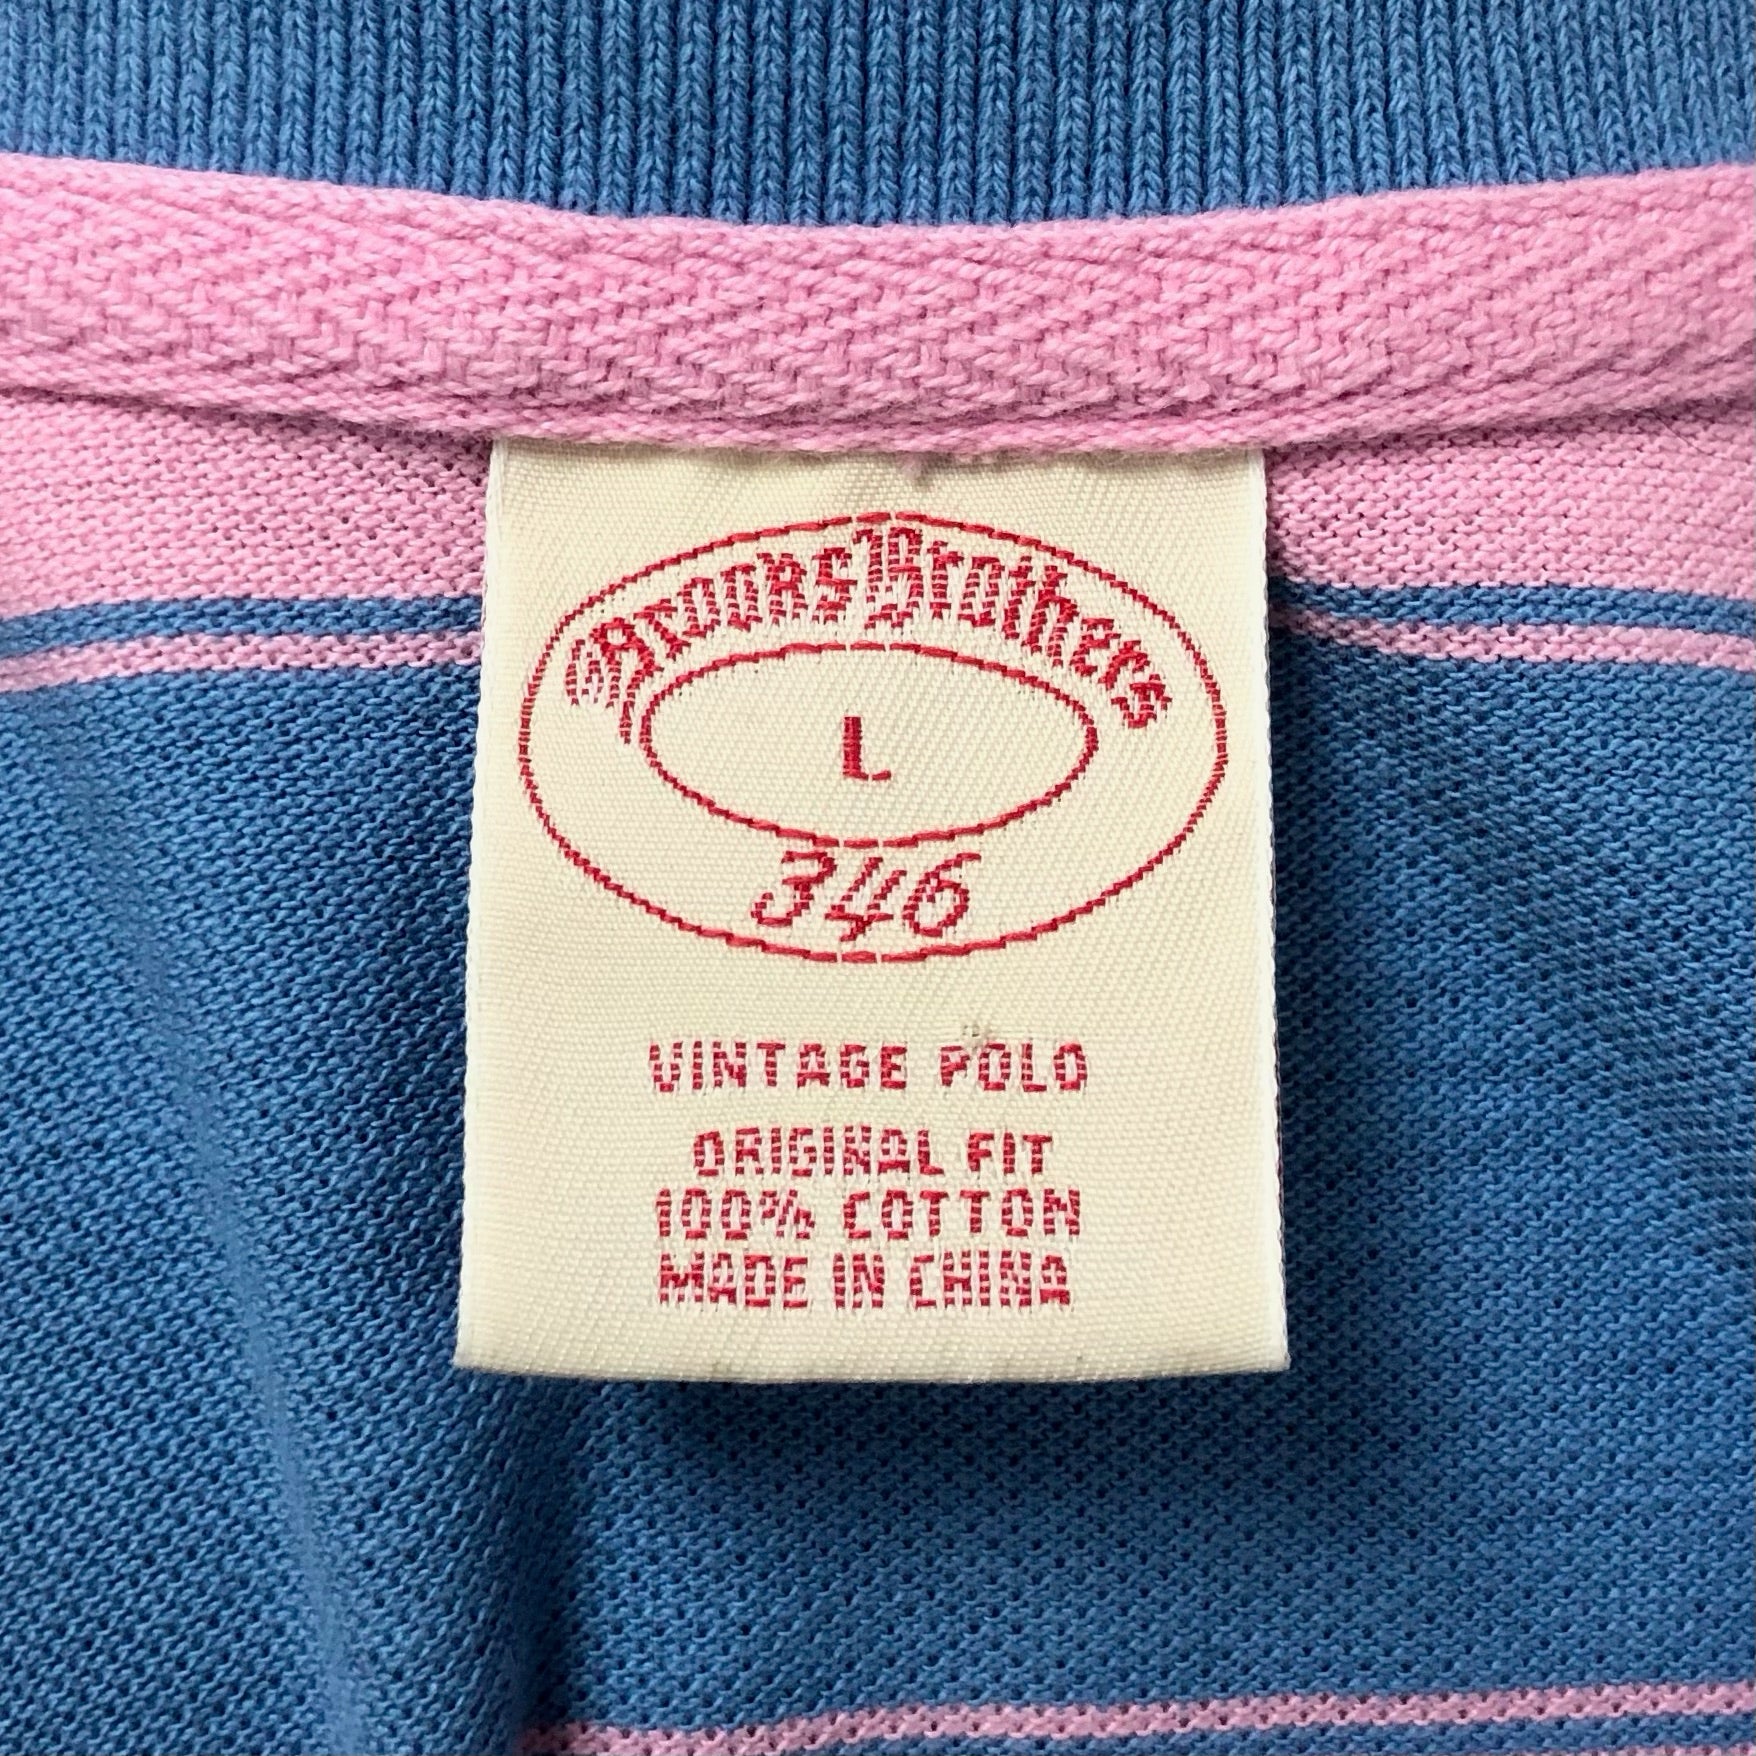 Brooks Brothers
L
346
VINTAGE POLO
ORIGINAL FIT
100% COTTON
MADE IN CHINA